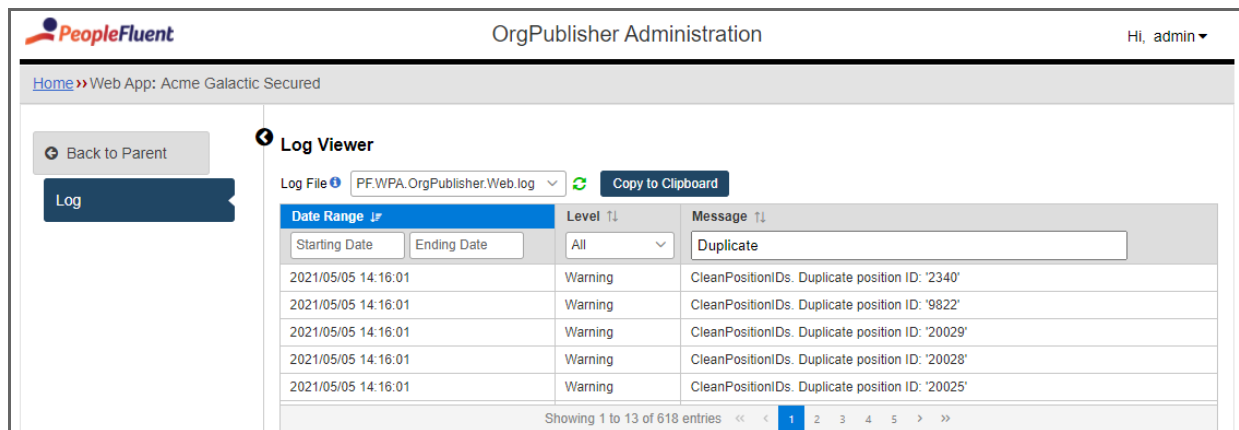 PeopleFluent
OrgPublisher Administration
Hi, admin
Home ›› Web App: Acme Galactic Secured
Back to Parent
Log
Log Viewer
Log File PF.WPA.OrgPublisher.Web.log Copy to Clipboard
Date Range Level Message
Starting Date Ending Date All Duplicate
2021/05/05 14:16:01 Warning CleanPositionIDs. Duplicate position ID: '2340'
2021/05/05 14:16:01 Warning CleanPositionIDs. Duplicate position ID: '9822'
2021/05/05 14:16:01 Warning CleanPositionIDs. Duplicate position ID: '20029'
2021/05/05 14:16:01 Warning CleanPositionIDs. Duplicate position ID: '20028'
2021/05/05 14:16:01 Warning CleanPositionIDs. Duplicate position ID: '20025'
Showing 1 to 13 of 618 entries « ‹ 1 2 3 4 5 › »